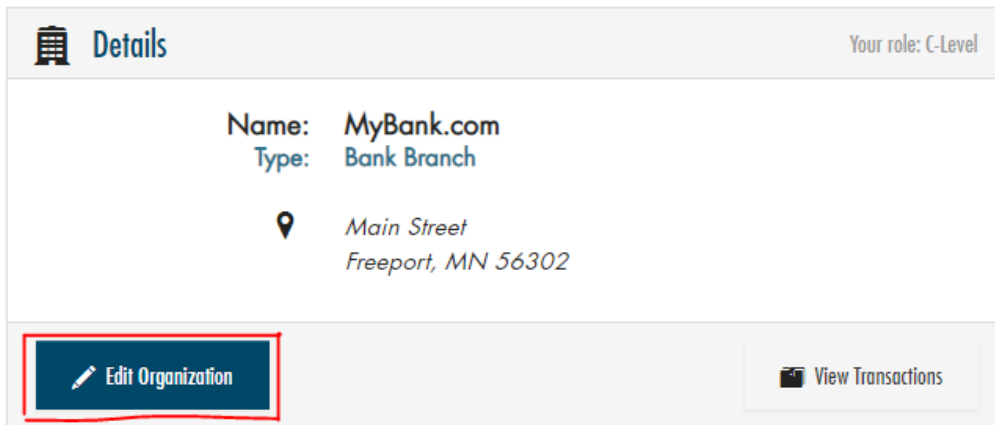 Details
Your role: C-Level
Name: MyBank.com
Type: Bank Branch
Main Street
Freeport, MN 56302
Edit Organization
View Transactions